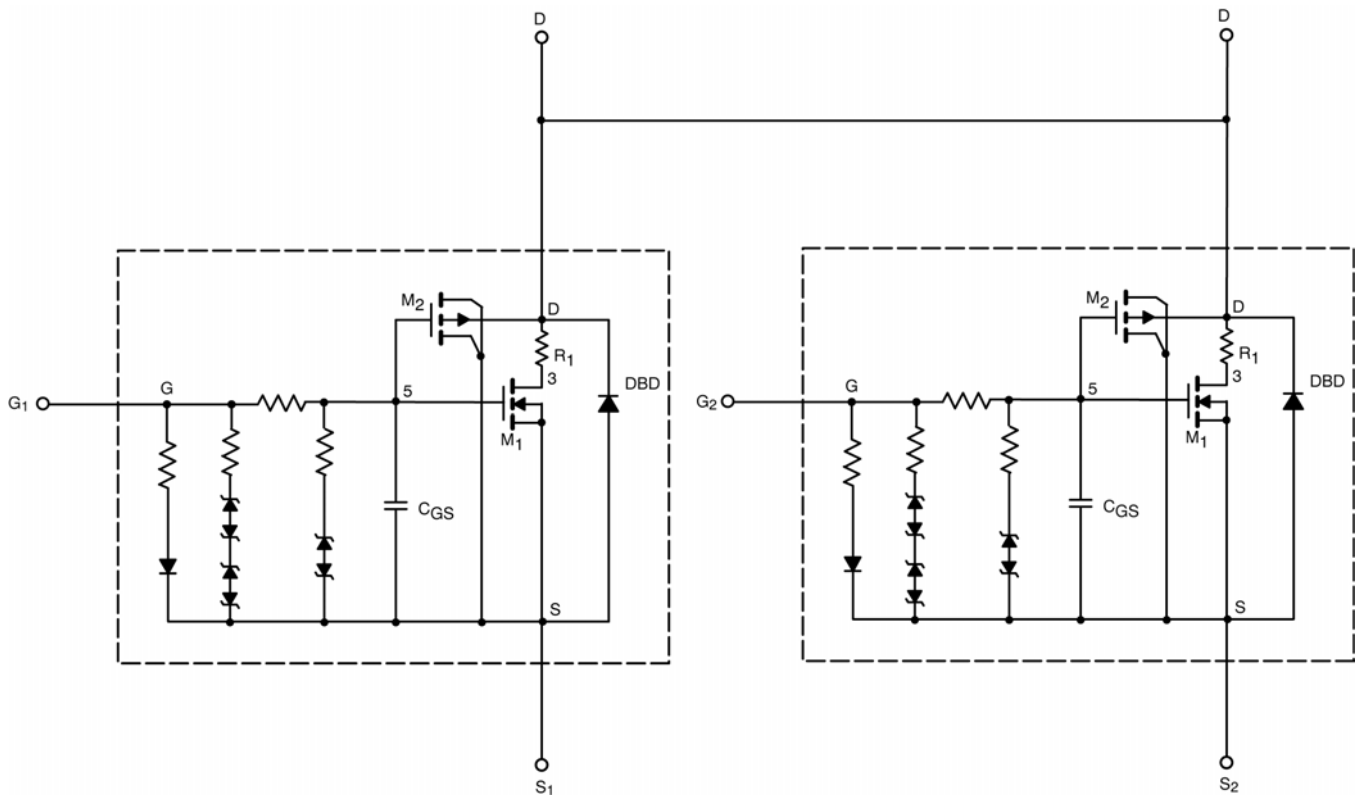 D D
M2 D M2 D
R1 R1
3 3
G 5 DBD G 5 DBD
G1 G2
M1 M1
CGS CGS
S S
S1 S2